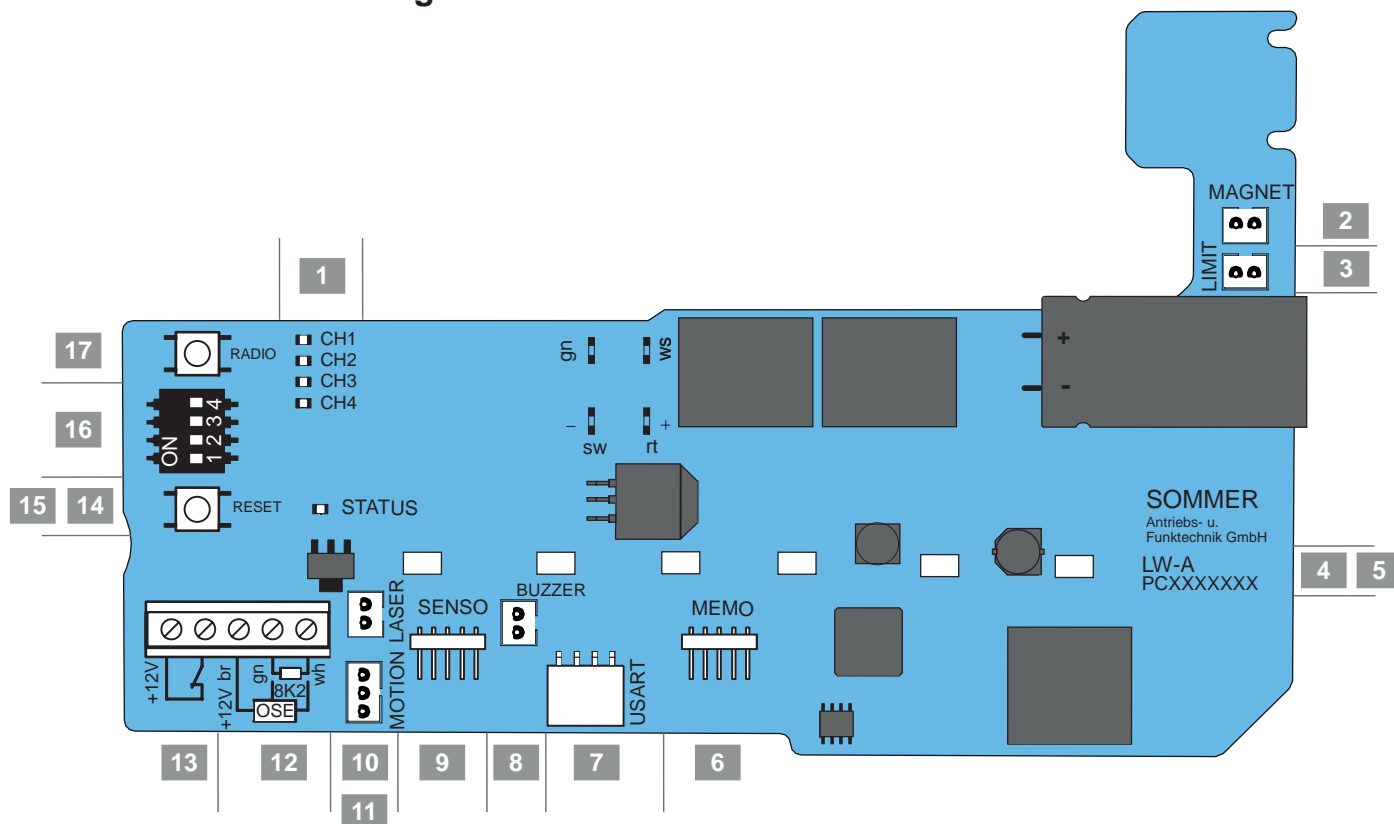 g
MAGNET
2
LIMIT
3
1
17
RADIO
CH1
CH2
CH3
CH4
gn
ws
+
-
16
ON
1 2 3 4
–
+
sw
rt
15
14
RESET
STATUS
SOMMER
Antriebs- u.
Funktechnik GmbH
LW-A
PCXXXXXXX
4
5
LASER
SENSO
BUZZER
MEMO
+12V
+12V br
gn
8K2
wh
OSE
MOTION
USART
13
12
10
9
8
7
6
11